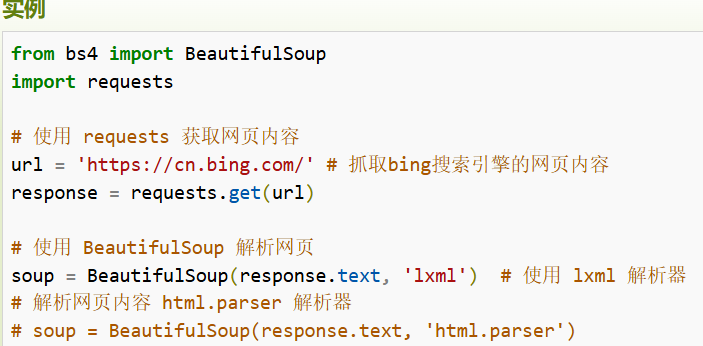 实例
from bs4 import BeautifulSoup
import requests
# 使用 requests 获取网页内容
url = 'https://cn.bing.com/' # 抓取bing搜索引擎的网页内容
response = requests.get(url)
# 使用 BeautifulSoup 解析网页
soup = BeautifulSoup(response.text, 'lxml')  # 使用 lxml 解析器
# 解析网页内容 html.parser 解析器
# soup = BeautifulSoup(response.text, 'html.parser')